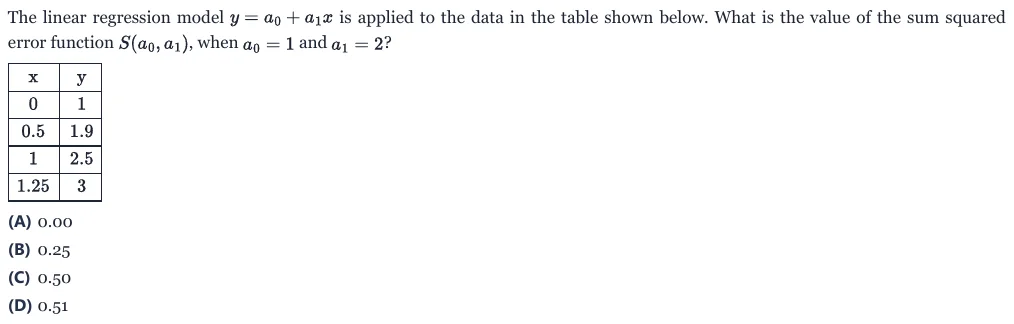 The linear regression model y = a₀ + a₁x is applied to the data in the table shown below. What is the value of the sum squared
error function S(a₀, a₁), when a₀ = 1 and a₁ = 2?
x y
0 1
0.5 1.9
1 2.5
1.25 3
(A) 0.00
(B) 0.25
(C) 0.50
(D) 0.51